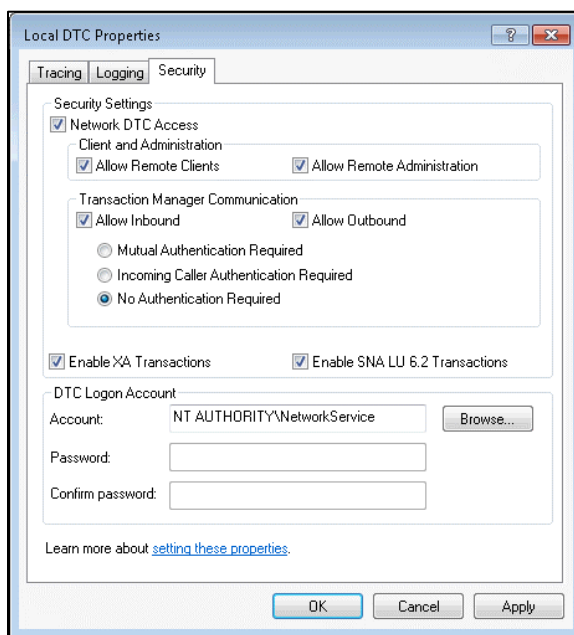 Local DTC Properties
Tracing Logging Security
Security Settings
Network DTC Access
Client and Administration
Allow Remote Clients Allow Remote Administration
Transaction Manager Communication
Allow Inbound Allow Outbound
Mutual Authentication Required
Incoming Caller Authentication Required
No Authentication Required
Enable XA Transactions Enable SNA LU 6.2 Transactions
DTC Logon Account
Account: NT AUTHORITY\NetworkService Browse...
Password:
Confirm password:
Learn more about setting these properties.
OK Cancel Apply